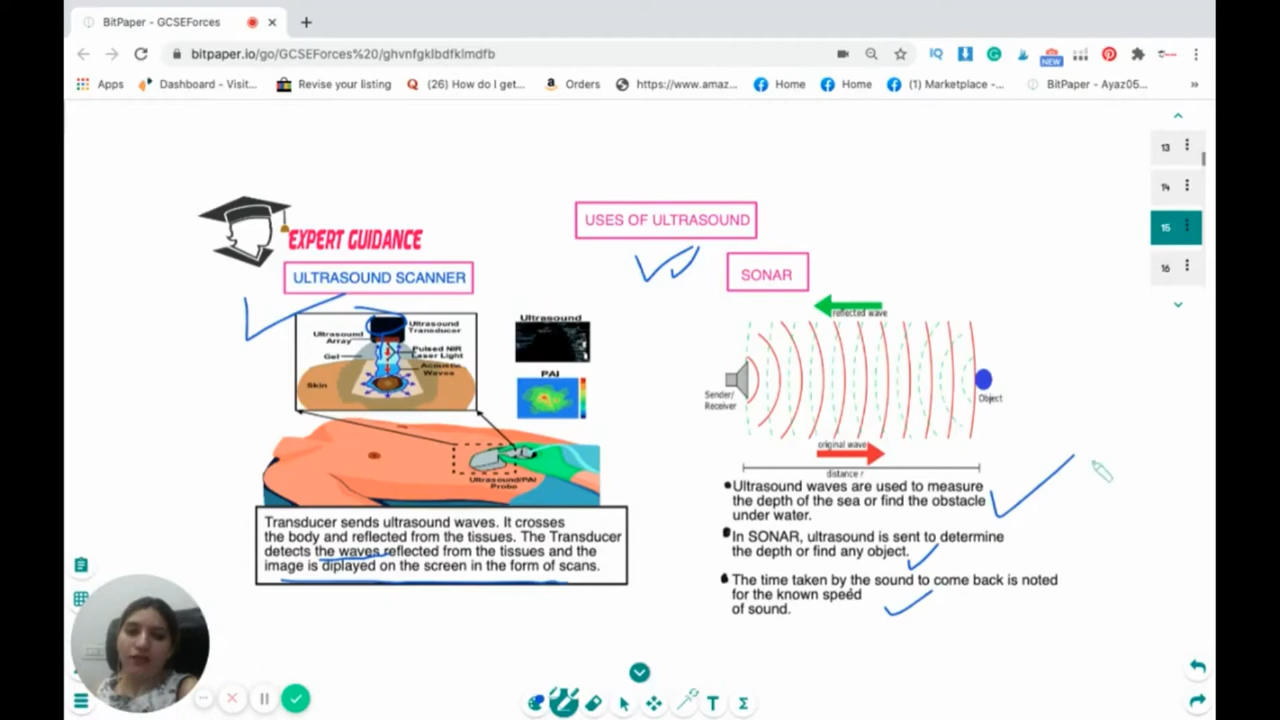 BitPaper - GCSEForces
bitpaper.io/go/GCSEForces%20/ghvnfgklbdfklmdfb
IQ
NEW
Apps
Dashboard - Visit...
Revise your listing
(26) How do I get...
Orders
https://www.amaz...
Home
Home
(1) Marketplace -...
BitPaper - Ayaz05...
13
14
15
16
USES OF ULTRASOUND
EXPERT GUIDANCE
ULTRASOUND SCANNER
SONAR
Ultrasound
Array
Ultrasound
Transducer
Gel
Pulsed NIR
Laser Light
Acoustic
Waves
Skin
Ultrasound
PAI
Ultrasound/PAI
Probe
reflected wave
Sender/
Receiver
Object
original wave
distance r
Transducer sends ultrasound waves. It crosses
the body and reflected from the tissues. The Transducer
detects the waves reflected from the tissues and the
image is diplayed on the screen in the form of scans.
•Ultrasound waves are used to measure
the depth of the sea or find the obstacle
under water.
• In SONAR, ultrasound is sent to determine
the depth or find any object.
• The time taken by the sound to come back is noted
for the known speed
of sound.
T
Σ